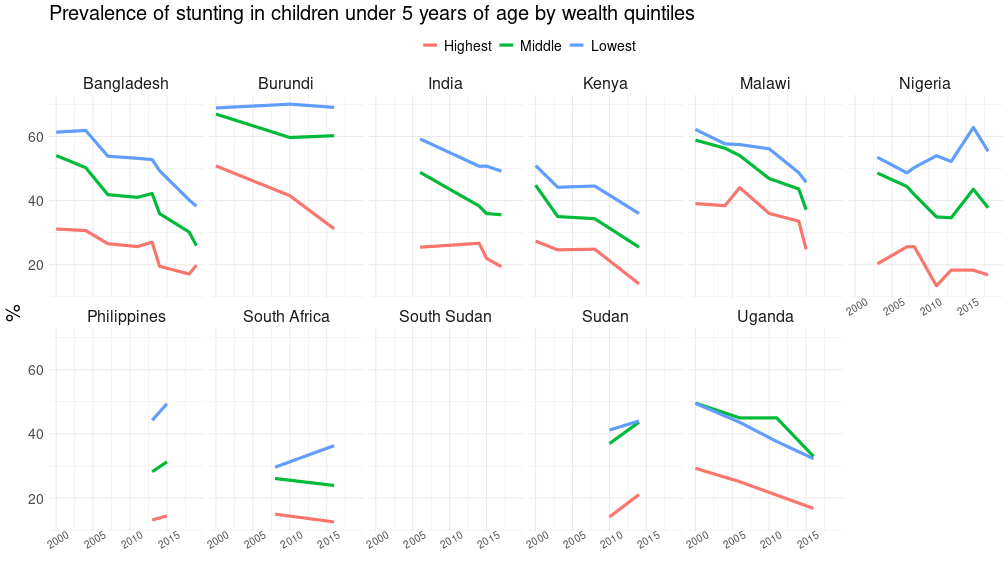 Prevalence of stunting in children under 5 years of age by wealth quintiles
Highest Middle Lowest
Bangladesh Burundi India Kenya Malawi Nigeria
60
40
20
2000 2005 2010 2015
%
Philippines South Africa South Sudan Sudan Uganda
60
40
20
2000 2005 2010 2015 2000 2005 2010 2015 2000 2005 2010 2015 2000 2005 2010 2015 2000 2005 2010 2015